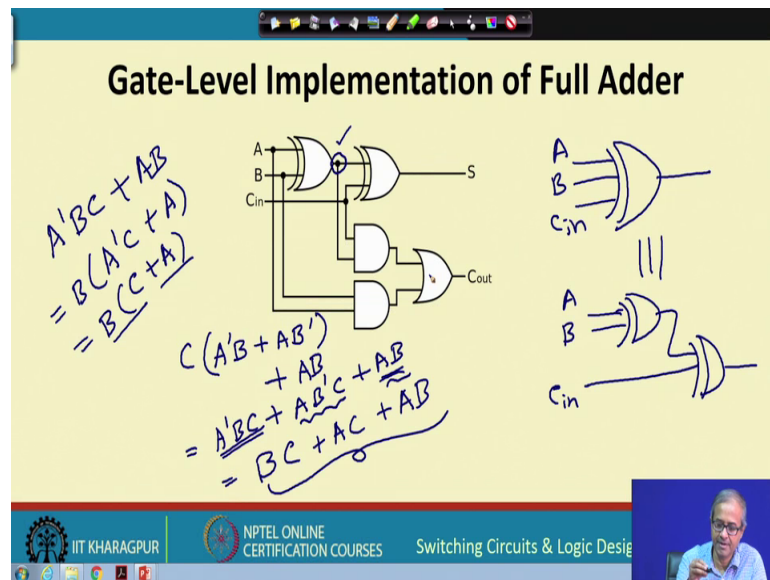 Gate-Level Implementation of Full Adder
A'BC + AB
= B(A'C + A)
= B(C + A)
A
B
Cin
S
Cout
C(A'B + AB')
+ AB
= A'BC + AB'C + AB
= BC + AC + AB
A
B
Cin
A
B
Cin
IIT KHARAGPUR
NPTEL ONLINE
CERTIFICATION COURSES
Switching Circuits & Logic Desig